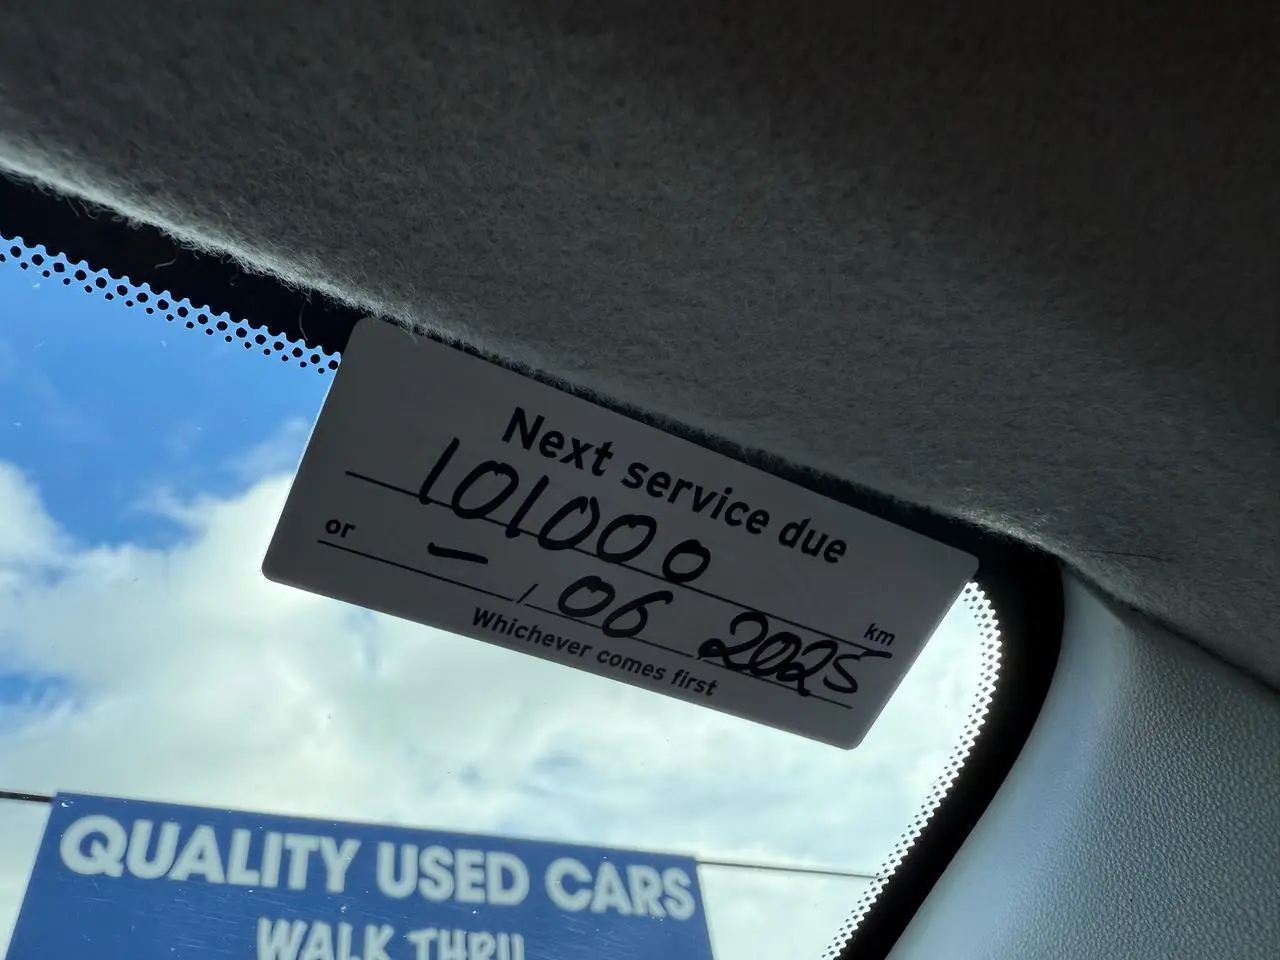 Next service due
101000 km
or – / 06 2025
Whichever comes first
QUALITY USED CARS
WALK THRU